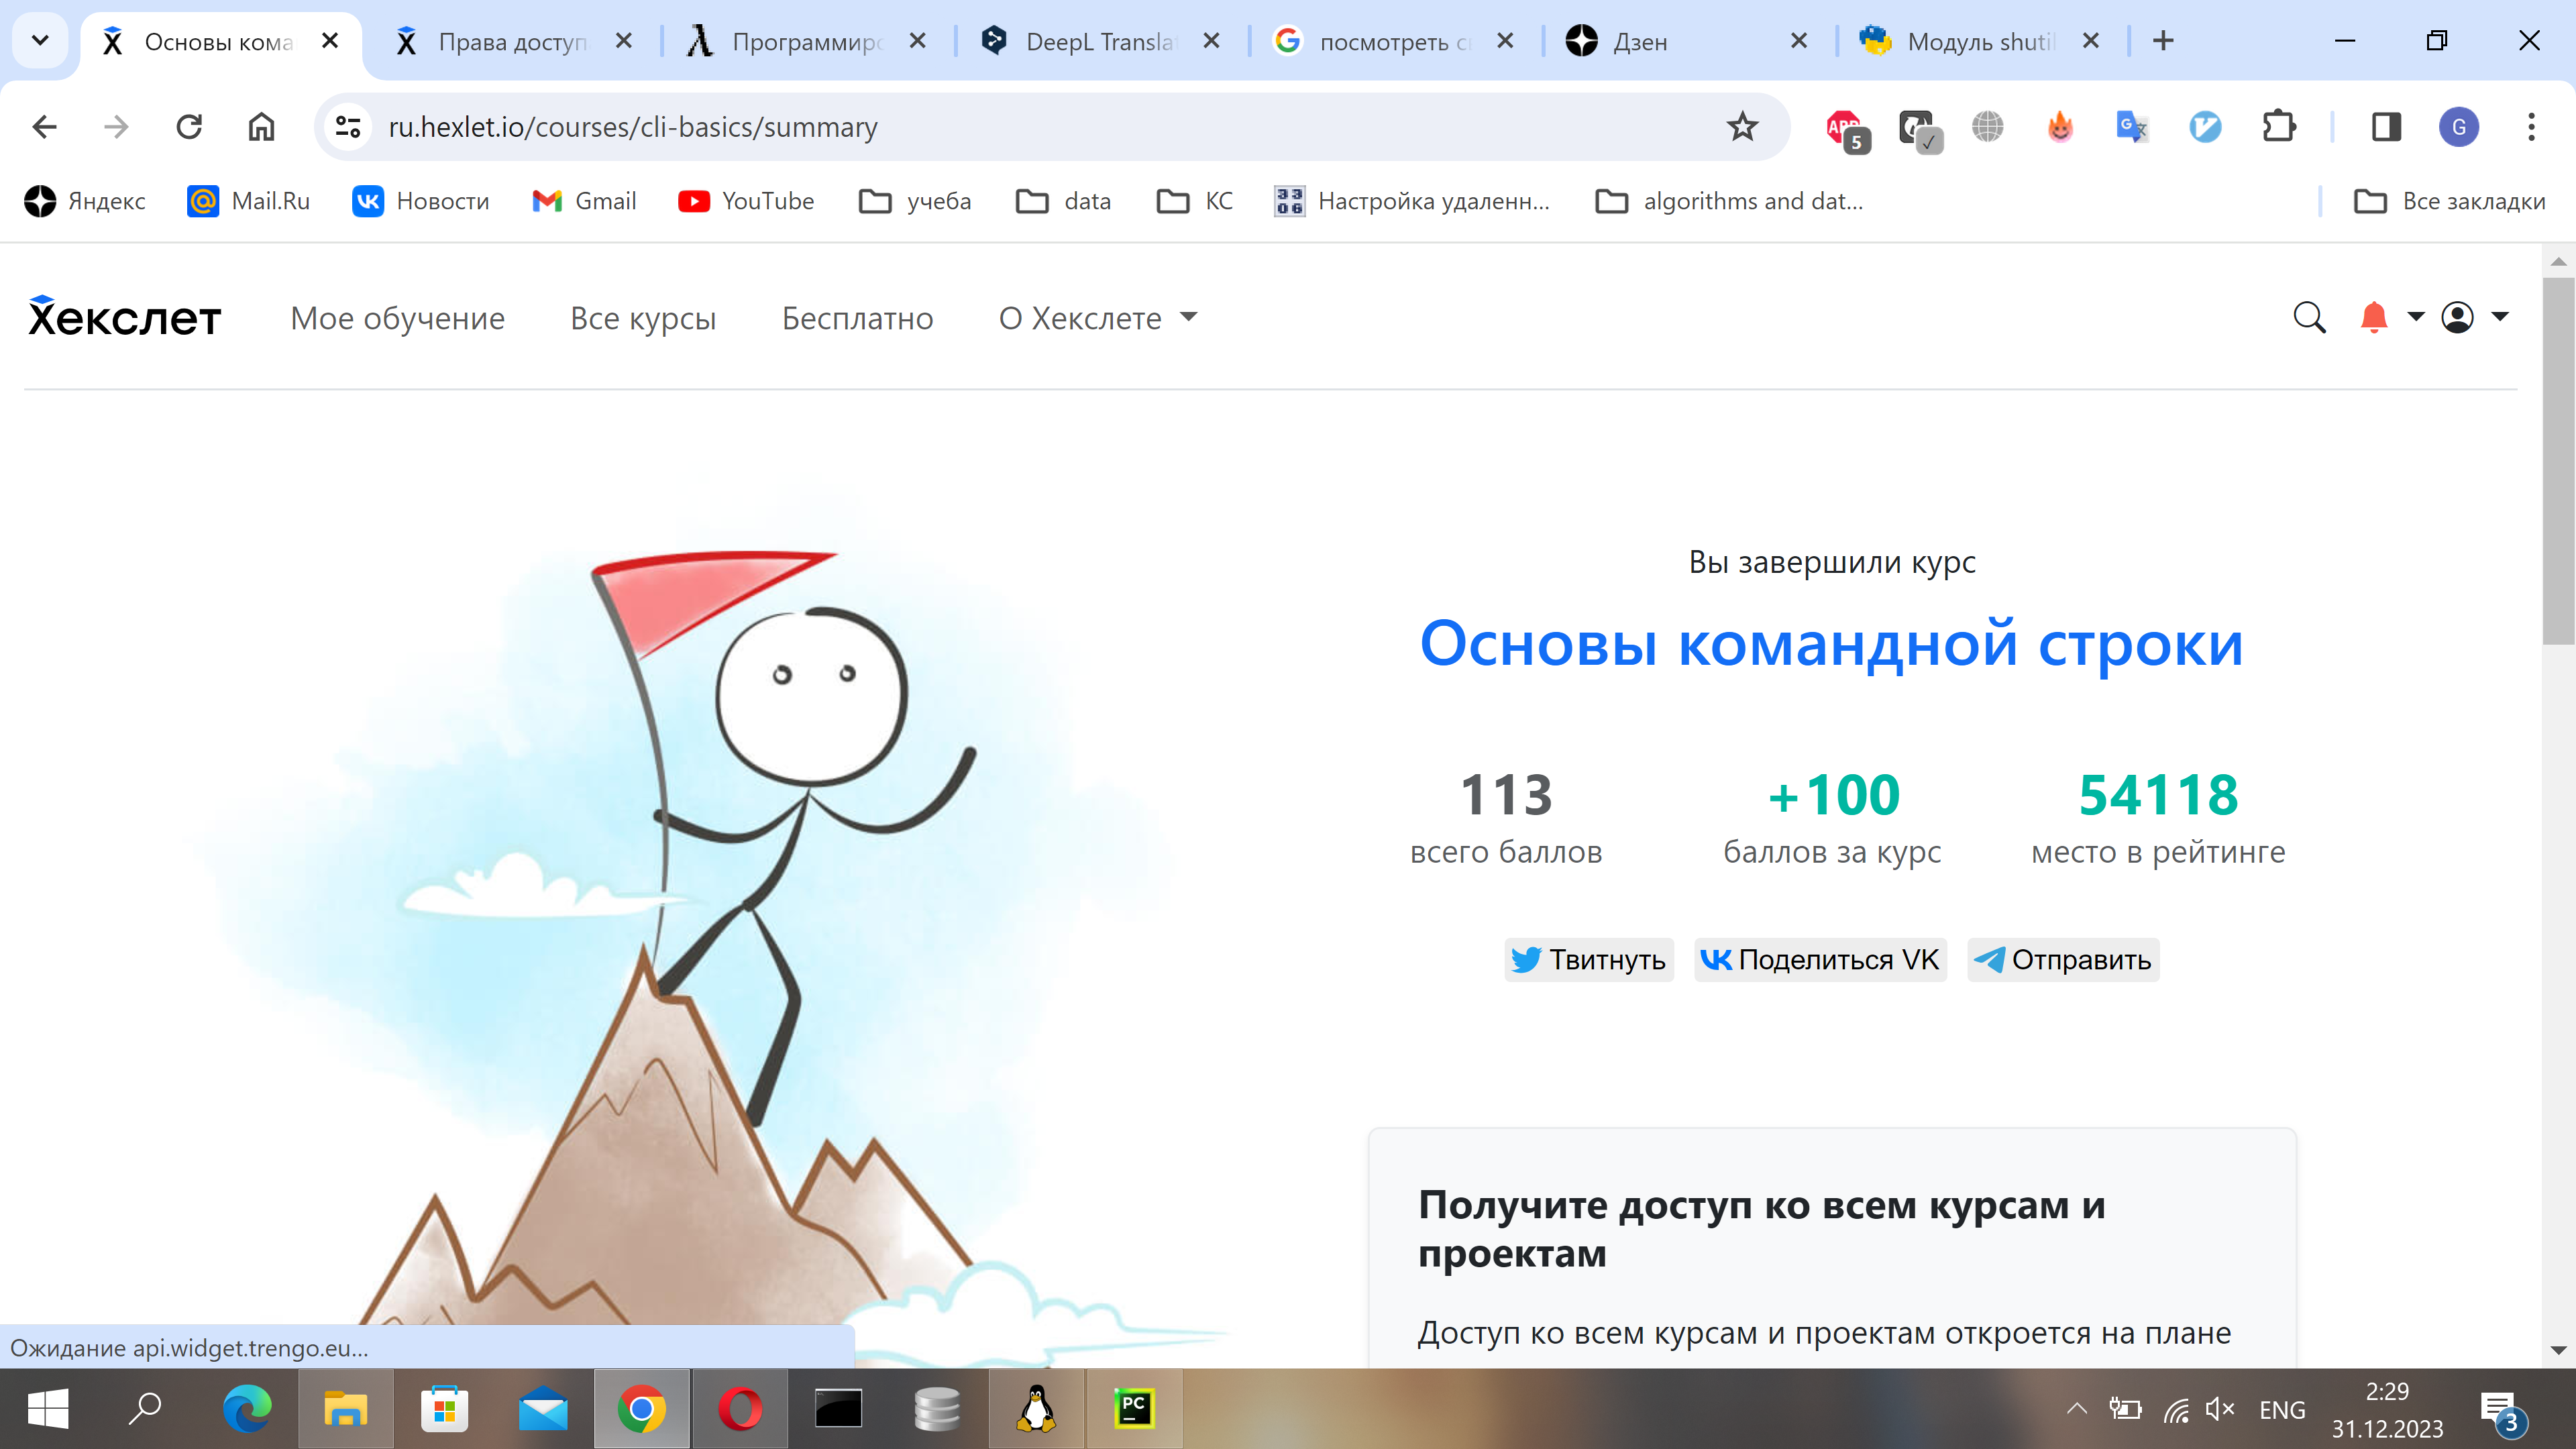 Основы кома
Права доступ
Программиро
DeepL Translat
посмотреть с
Дзен
Модуль shutil
ru.hexlet.io/courses/cli-basics/summary
5
G
Яндекс
Mail.Ru
Новости
Gmail
YouTube
учеба
data
КС
Настройка удаленн...
algorithms and dat...
Все закладки
Хекслет
Мое обучение
Все курсы
Бесплатно
О Хекслете
Вы завершили курс
Основы командной строки
113
всего баллов
+100
баллов за курс
54118
место в рейтинге
Твитнуть
Поделиться VK
Отправить
Получите доступ ко всем курсам и
проектам
Доступ ко всем курсам и проектам откроется на плане
Ожидание api.widget.trengo.eu...
PC
ENG
2:29
31.12.2023
3